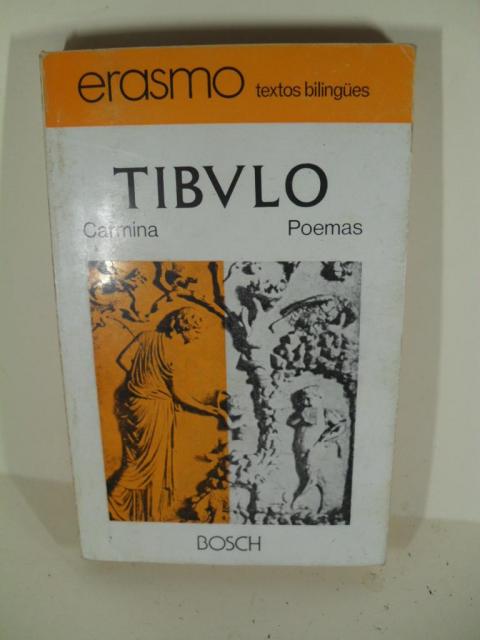 erasmo textos bilingües
TIBVLO
Carmina Poemas
BOSCH